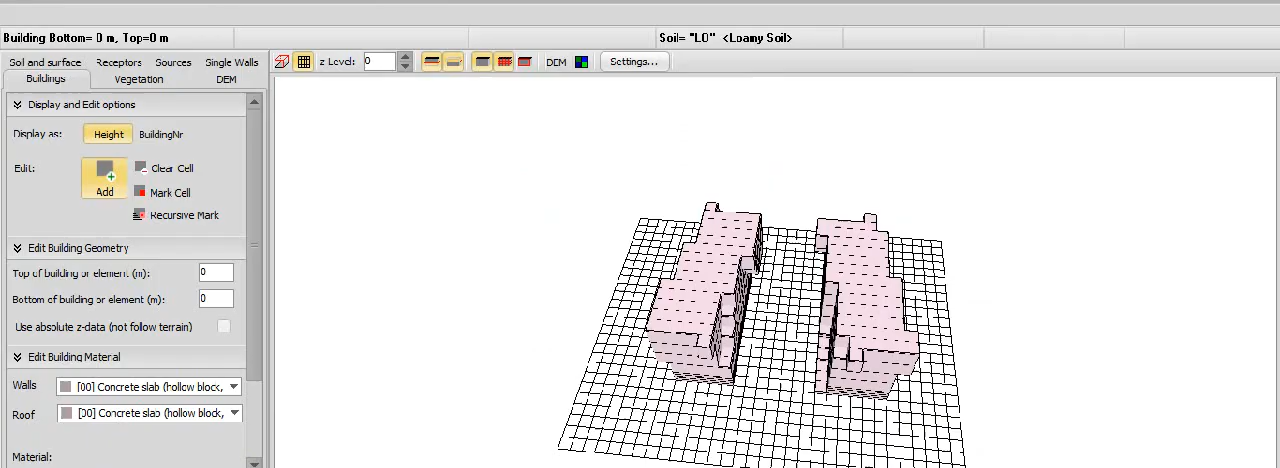 Building Bottom= 0 m, Top=0 m
Soil= "LO" <Loamy Soil>
Soil and surface Receptors Sources Single Walls
Buildings Vegetation DEM
z Level: 0
DEM
Settings...
Display and Edit options
Display as: Height BuildingNr
Edit:
Add
Clear Cell
Mark Cell
Recursive Mark
Edit Building Geometry
Top of building or element (m): 0
Bottom of building or element (m): 0
Use absolute z-data (not follow terrain)
Edit Building Material
Walls [00] Concrete slab (hollow block,
Roof [00] Concrete slab (hollow block,
Material: